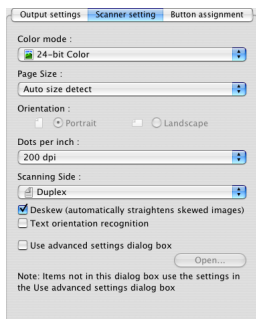 Output settings Scanner setting Button assignment
Color mode :
24-bit Color
Page Size :
Auto size detect
Orientation :
Portrait Landscape
Dots per inch :
200 dpi
Scanning Side :
Duplex
Deskew (automatically straightens skewed images)
Text orientation recognition
Use advanced settings dialog box
Open...
Note: Items not in this dialog box use the settings in
the Use advanced settings dialog box